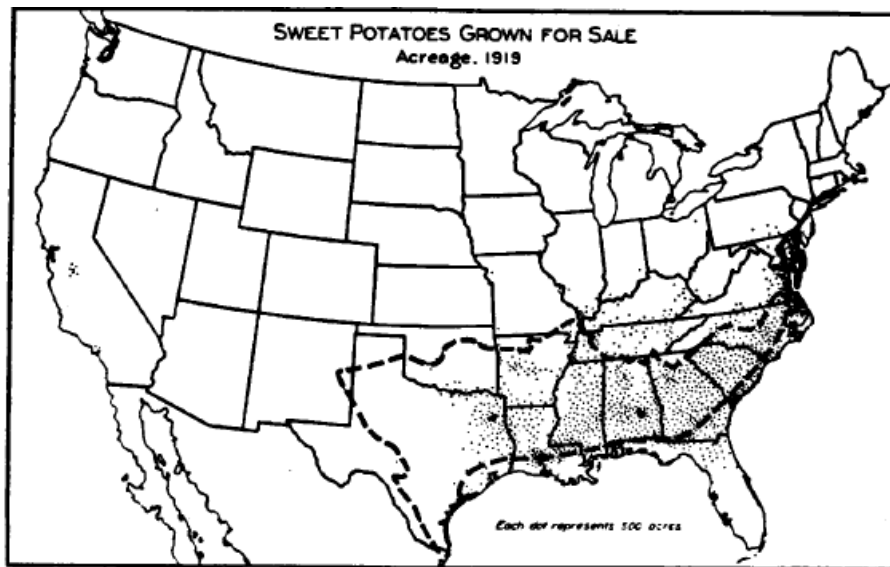 SWEET POTATOES GROWN FOR SALE
Acreage. 1919
Each dot represents 500 acres